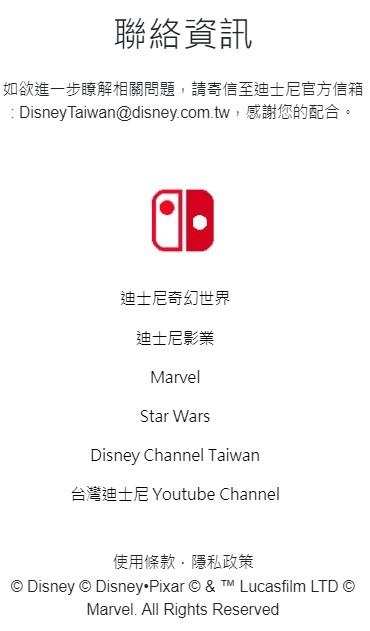 聯絡資訊
如欲進一步瞭解相關問題，請寄信至迪士尼官方信箱
: DisneyTaiwan@disney.com.tw，感謝您的配合。
迪士尼奇幻世界
迪士尼影業
Marvel
Star Wars
Disney Channel Taiwan
台灣迪士尼 Youtube Channel
使用條款．隱私政策
© Disney © Disney•Pixar © & ™ Lucasfilm LTD ©
Marvel. All Rights Reserved